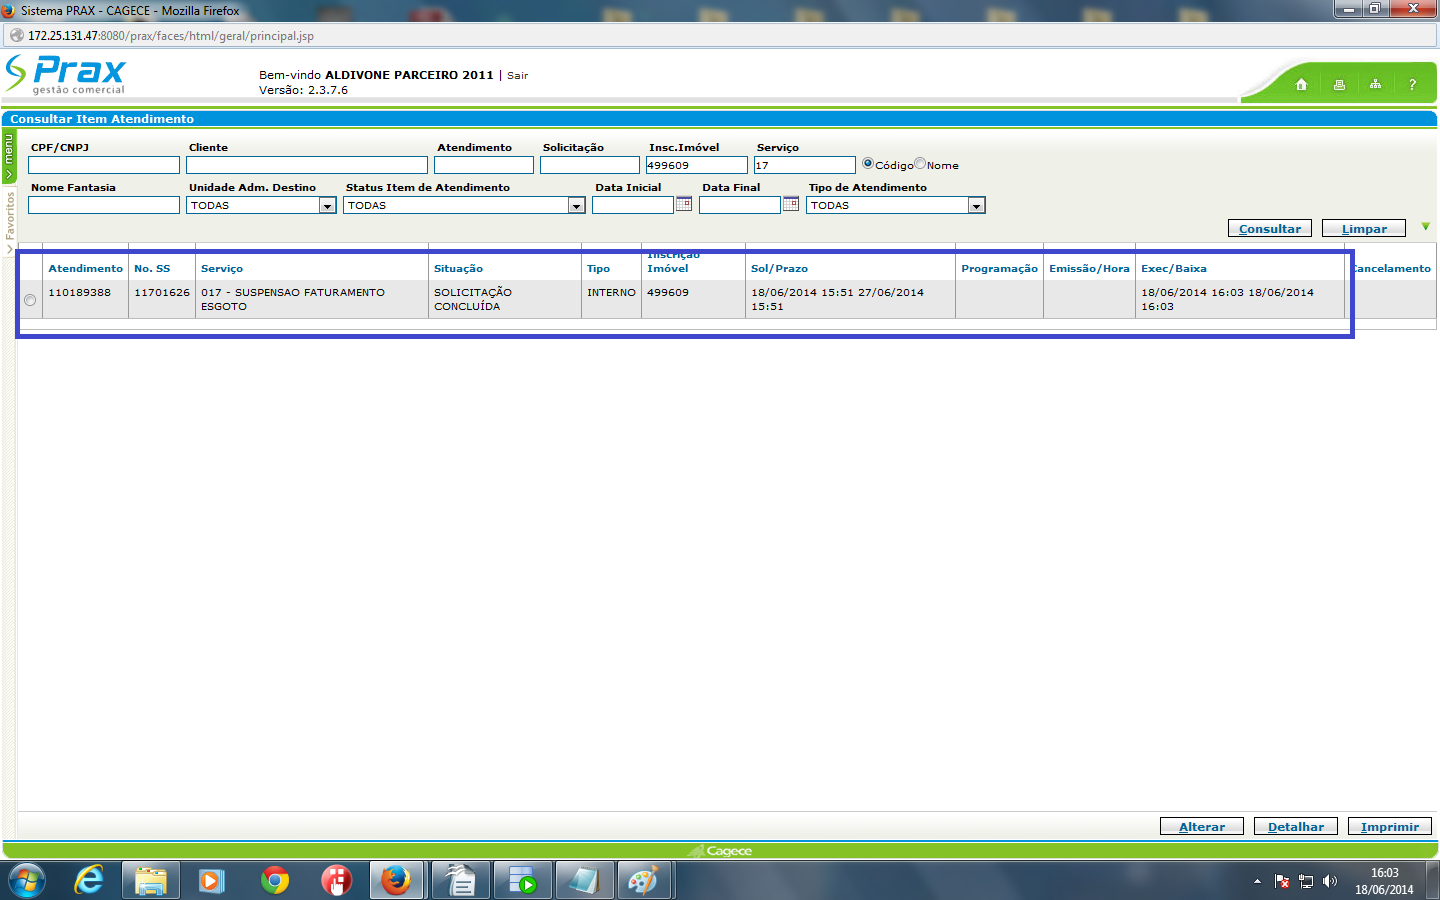 Sistema PRAX - CAGECE - Mozilla Firefox
172.25.131.47:8080/prax/faces/html/geral/principal.jsp
Prax
gestão comercial
Bem-vindo ALDIVONE PARCEIRO 2011 | Sair
Versão: 2.3.7.6
?
Consultar Item Atendimento
menu
Favoritos
CPF/CNPJ Cliente Atendimento Solicitação Insc.Imóvel Serviço
499609 17 Código Nome
Nome Fantasia Unidade Adm. Destino Status Item de Atendimento Data Inicial Data Final Tipo de Atendimento
TODAS TODAS TODAS
Consultar Limpar
Atendimento No. SS Serviço Situação Tipo Inscrição Imóvel Sol/Prazo Programação Emissão/Hora Exec/Baixa Cancelamento
110189388 11701626 017 - SUSPENSAO FATURAMENTO SOLICITAÇÃO INTERNO 499609 18/06/2014 15:51 27/06/2014 18/06/2014 16:03 18/06/2014
ESGOTO CONCLUÍDA 15:51 16:03
Alterar Detalhar Imprimir
Cagece
16:03
18/06/2014